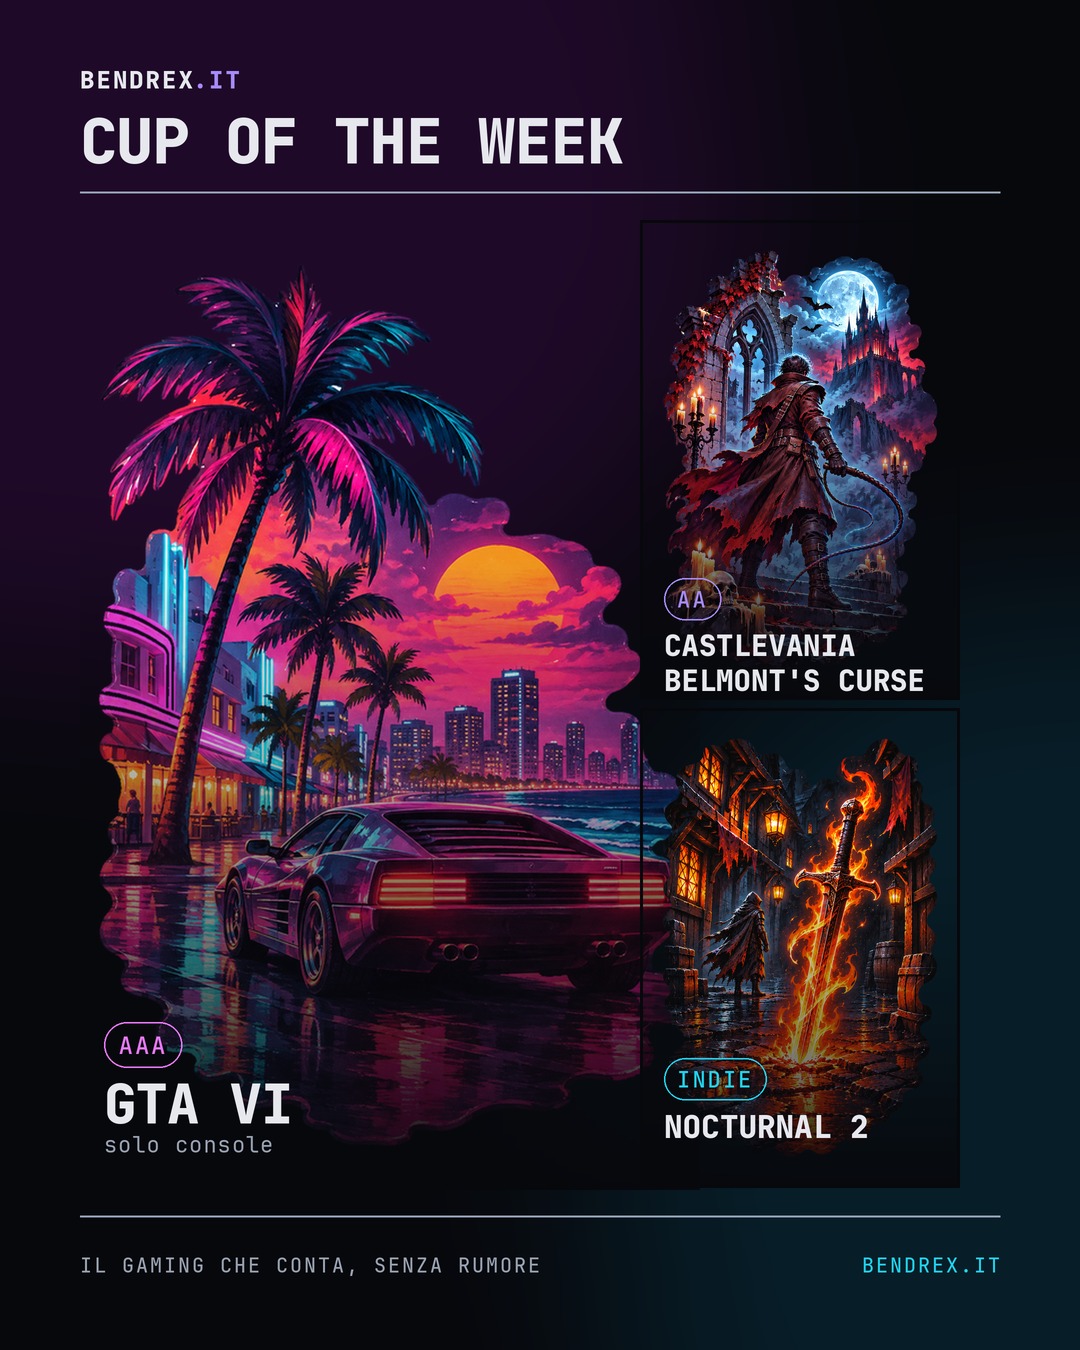 BENDREX.IT
CUP OF THE WEEK
AA
CASTLEVANIA
BELMONT'S CURSE
AAA
GTA VI
solo console
INDIE
NOCTURNAL 2
IL GAMING CHE CONTA, SENZA RUMORE
BENDREX.IT